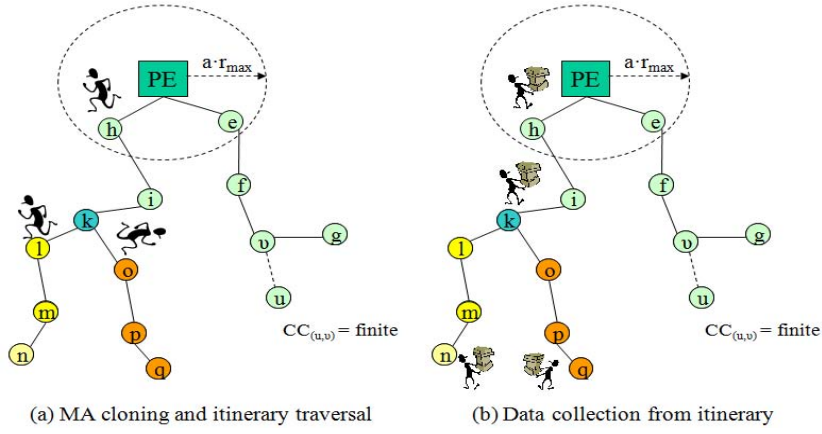 PE
a·r_max
h
e
i
f
k
l
υ
g
o
u
m
p
CC_(u,υ) = finite
n
q
(a) MA cloning and itinerary traversal
PE
a·r_max
h
e
i
f
k
l
υ
g
o
u
m
p
CC_(u,υ) = finite
n
q
(b) Data collection from itinerary